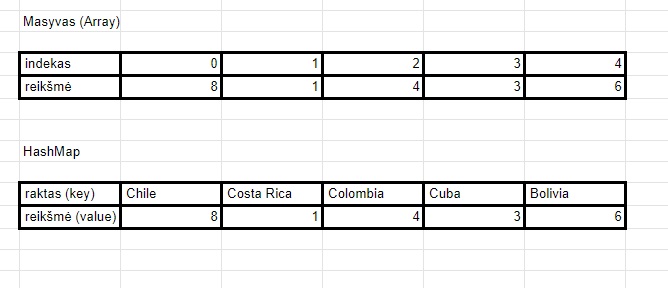 Masyvas (Array)
indekas 0 1 2 3 4
reikšmė 8 1 4 3 6
HashMap
raktas (key) Chile Costa Rica Colombia Cuba Bolivia
reikšmė (value) 8 1 4 3 6